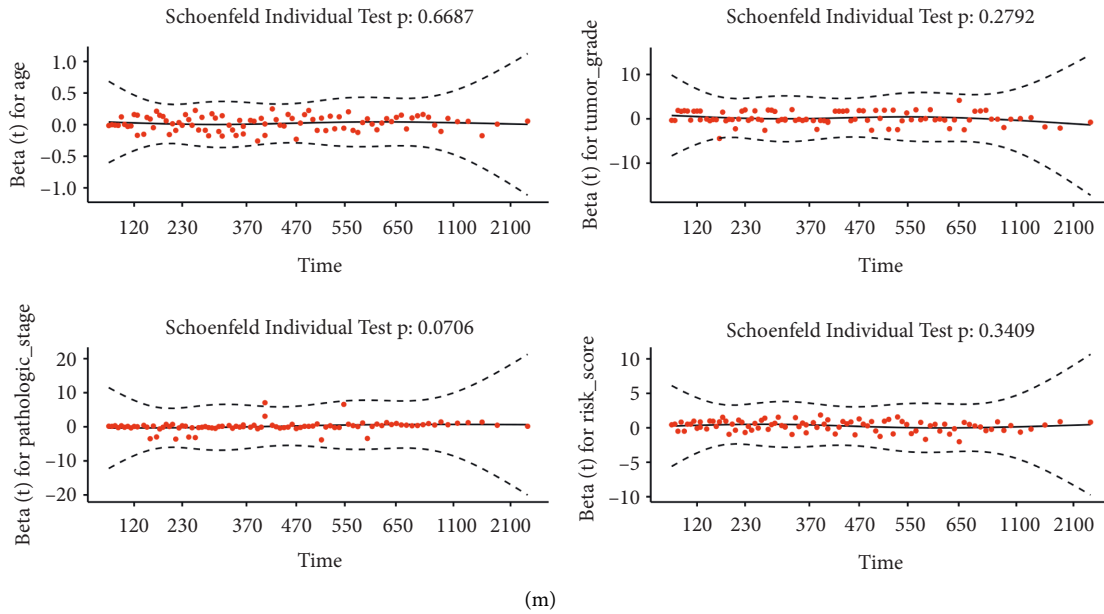 Schoenfeld Individual Test p: 0.6687
Beta (t) for age
1.0
0.5
0.0
−0.5
−1.0
120 230 370 470 550 650 1100 2100
Time
Schoenfeld Individual Test p: 0.2792
Beta (t) for tumor_grade
10
0
−10
120 230 370 470 550 650 1100 2100
Time
Schoenfeld Individual Test p: 0.0706
Beta (t) for pathologic_stage
20
10
0
−10
−20
120 230 370 470 550 650 1100 2100
Time
Schoenfeld Individual Test p: 0.3409
Beta (t) for risk_score
10
5
0
−5
−10
120 230 370 470 550 650 1100 2100
Time
(m)